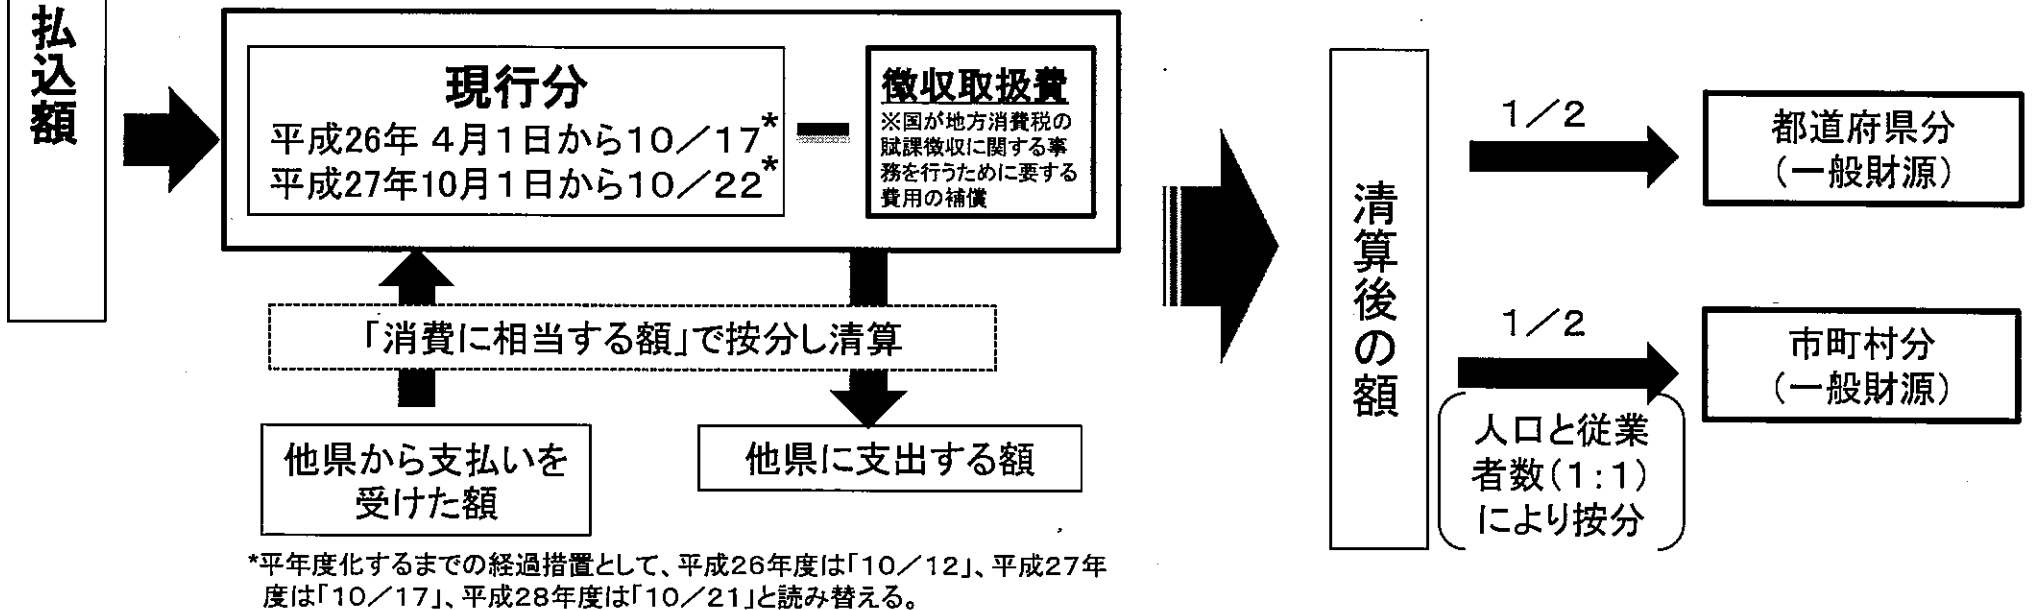 払込額
現行分
平成26年 4月1日から10／17*
平成27年10月1日から10／22*
徴収取扱費
※国が地方消費税の
賦課徴収に関する事
務を行うために要する
費用の補償
「消費に相当する額」で按分し清算
他県から支払いを
受けた額
他県に支出する額
*平年度化するまでの経過措置として、平成26年度は「10／12」、平成27年
度は「10／17」、平成28年度は「10／21」と読み替える。
清算後の額
1／2
都道府県分
（一般財源）
1／2
人口と従業
者数（1：1）
により按分
市町村分
（一般財源）